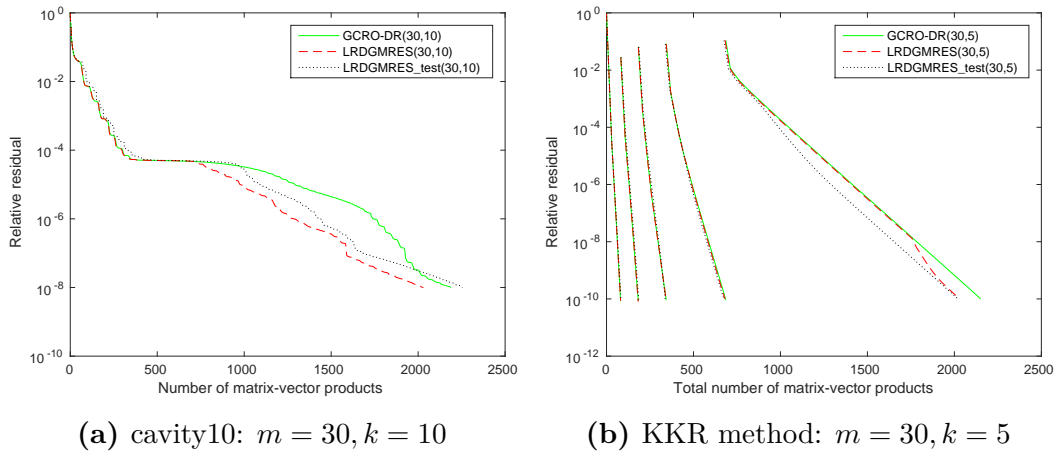 10^0
10^-2
10^-4
10^-6
10^-8
10^-10
Relative residual
0 500 1000 1500 2000 2500
Number of matrix-vector products
GCRO-DR(30,10)
LRDGMRES(30,10)
LRDGMRES_test(30,10)
(a) cavity10: m = 30, k = 10
10^0
10^-2
10^-4
10^-6
10^-8
10^-10
10^-12
Relative residual
0 500 1000 1500 2000 2500
Total number of matrix-vector products
GCRO-DR(30,5)
LRDGMRES(30,5)
LRDGMRES_test(30,5)
(b) KKR method: m = 30, k = 5